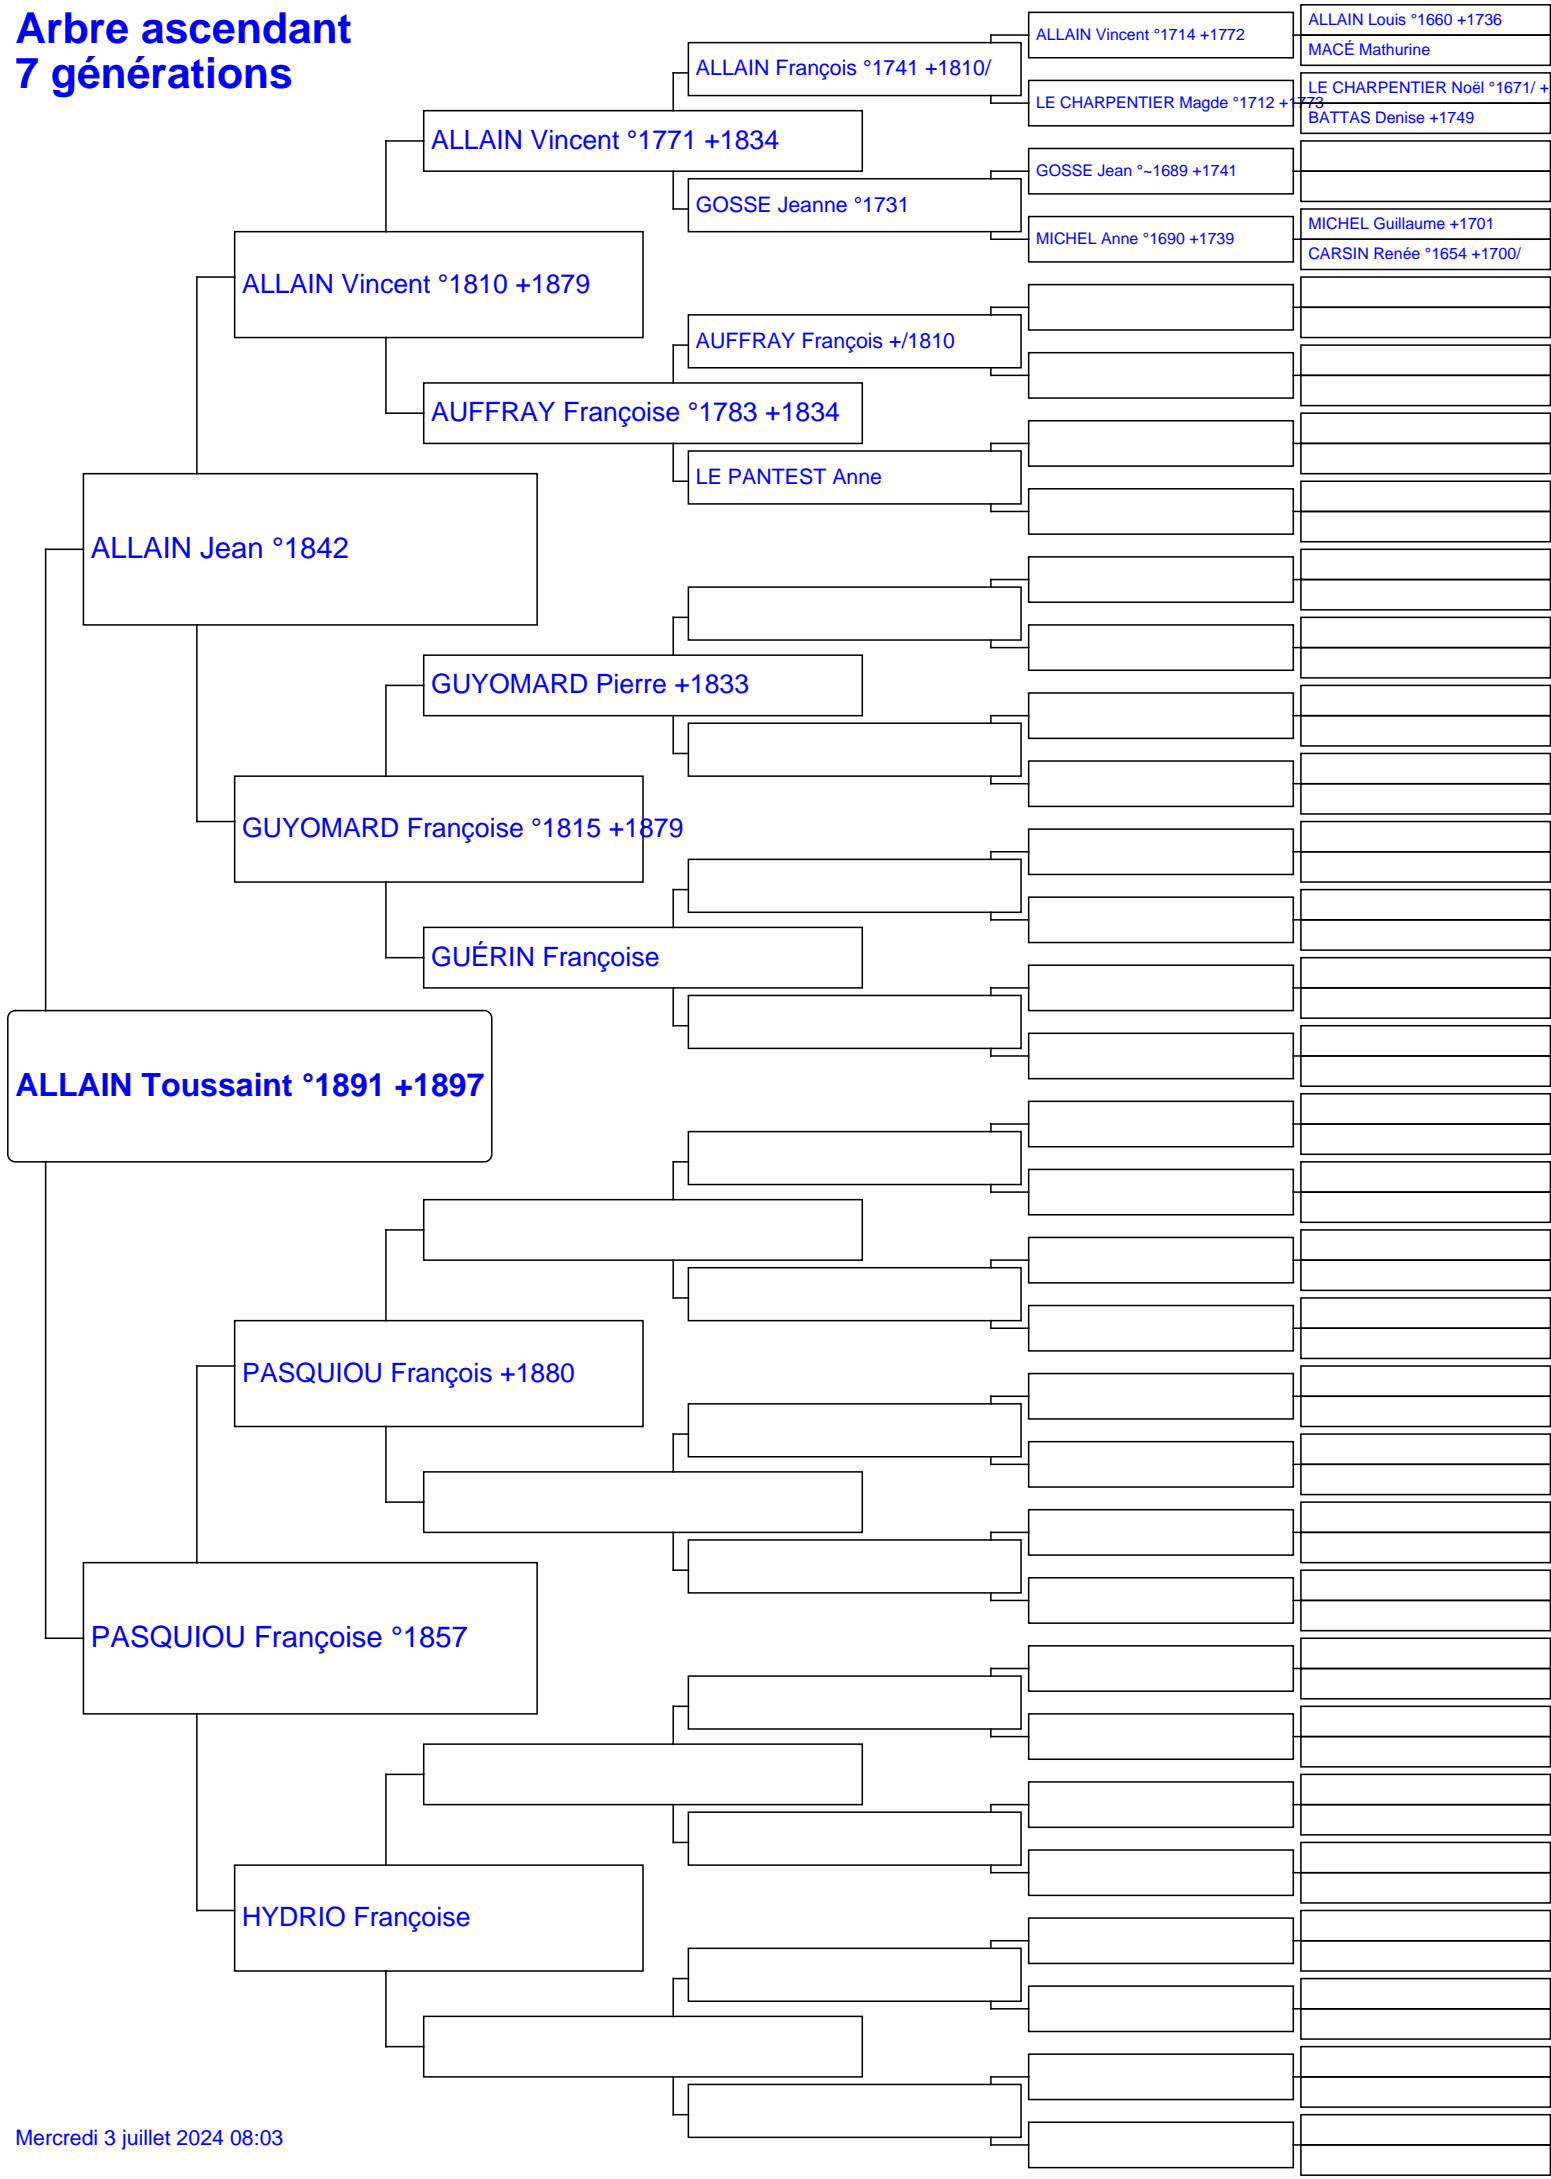 Arbre ascendant
7 générations
ALLAIN Vincent °1714 +1772
ALLAIN Louis °1660 +1736
MACÉ Mathurine
ALLAIN François °1741 +1810/
LE CHARPENTIER Magde °1712 +1773
LE CHARPENTIER Noël °1671/ +
BATTAS Denise +1749
ALLAIN Vincent °1771 +1834
GOSSE Jean °~1689 +1741
GOSSE Jeanne °1731
MICHEL Anne °1690 +1739
MICHEL Guillaume +1701
CARSIN Renée °1654 +1700/
ALLAIN Vincent °1810 +1879
AUFFRAY François +/1810
AUFFRAY Françoise °1783 +1834
LE PANTEST Anne
ALLAIN Jean °1842
GUYOMARD Pierre +1833
GUYOMARD Françoise °1815 +1879
GUÉRIN Françoise
ALLAIN Toussaint °1891 +1897
PASQUIOU François +1880
PASQUIOU Françoise °1857
HYDRIO Françoise
Mercredi 3 juillet 2024 08:03